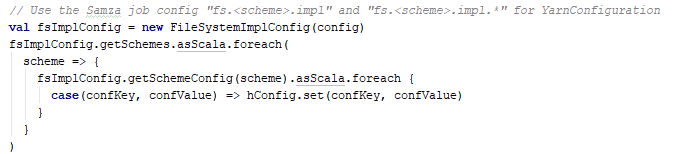 // Use the Samza job config "fs.<scheme>.impl" and "fs.<scheme>.impl.*" for YarnConfiguration
val fsImplConfig = new FileSystemImplConfig(config)
fsImplConfig.getSchemes.asScala.foreach(
  scheme => {
    fsImplConfig.getSchemeConfig(scheme).asScala.foreach {
      case(confKey, confValue) => hConfig.set(confKey, confValue)
    }
  }
)